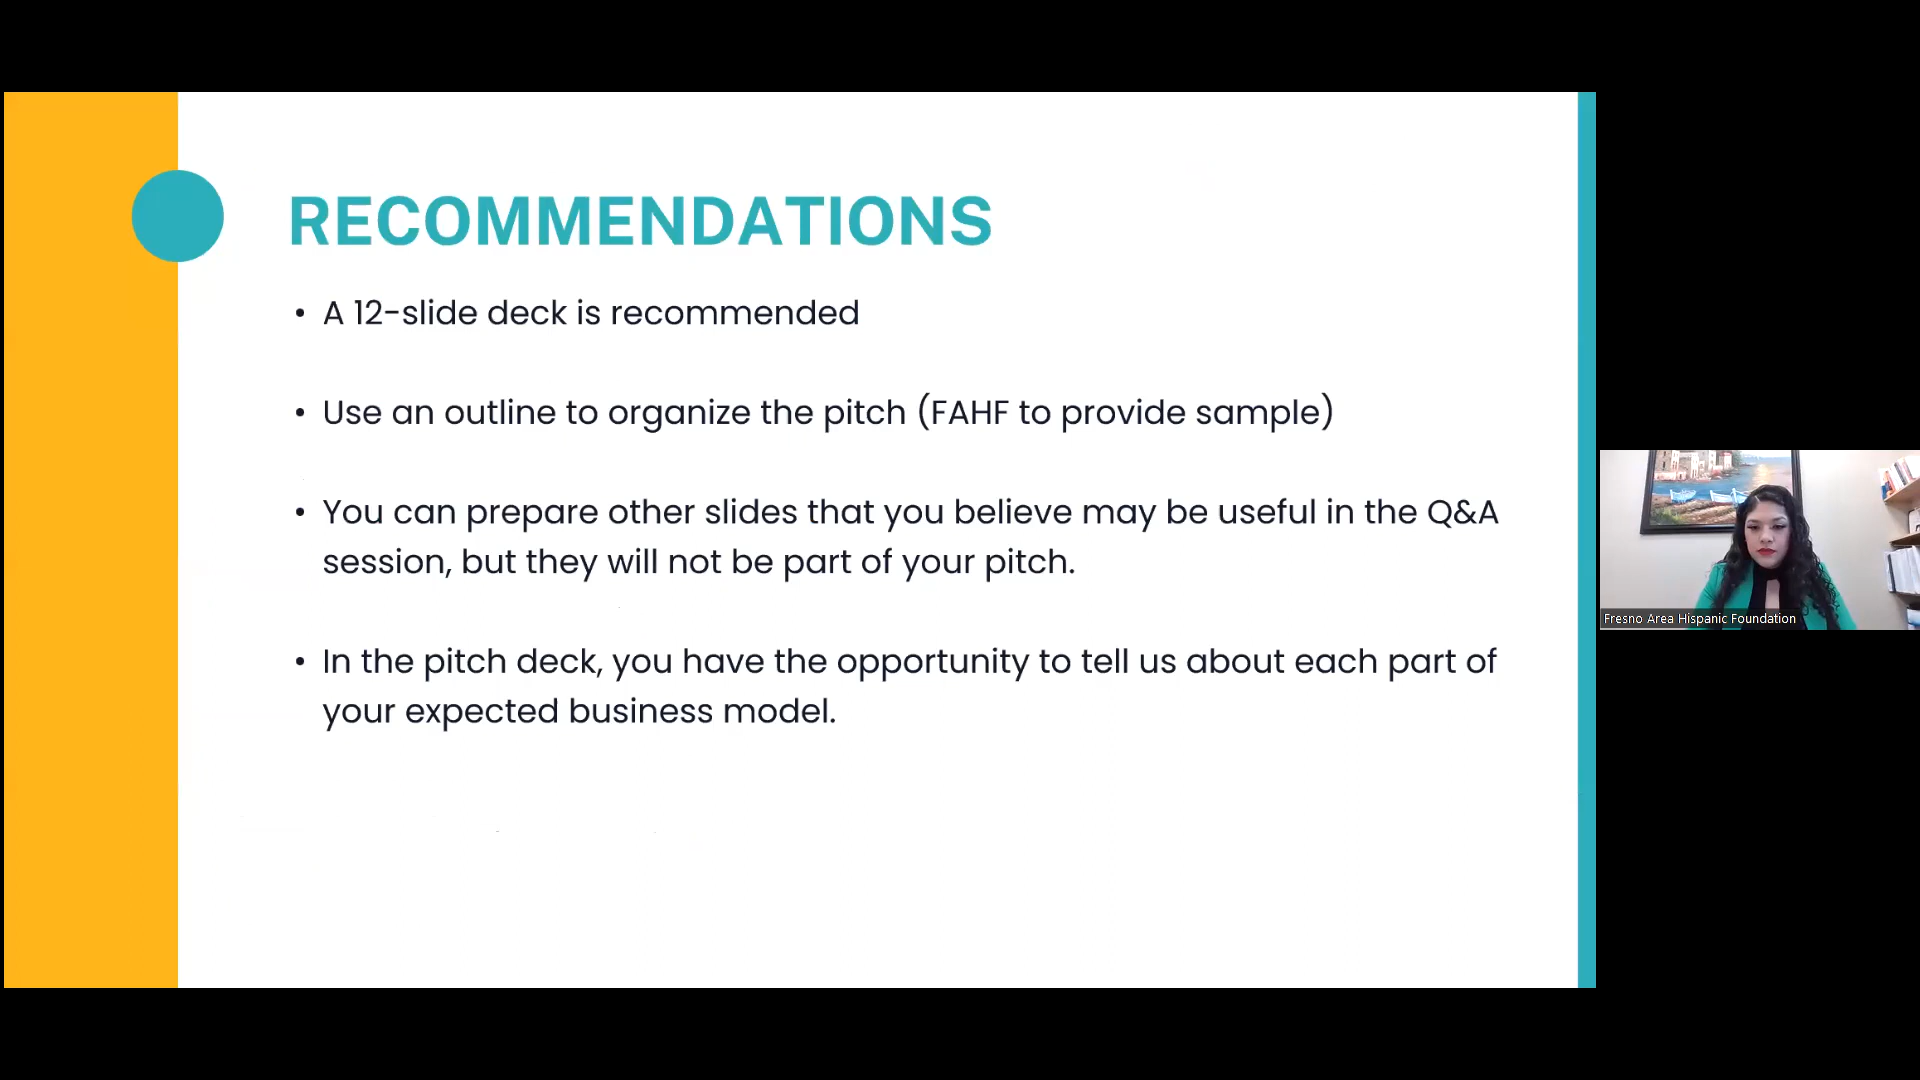 RECOMMENDATIONS
• A 12-slide deck is recommended
• Use an outline to organize the pitch (FAHF to provide sample)
• You can prepare other slides that you believe may be useful in the Q&A
session, but they will not be part of your pitch.
• In the pitch deck, you have the opportunity to tell us about each part of
your expected business model.
Fresno Area Hispanic Foundation